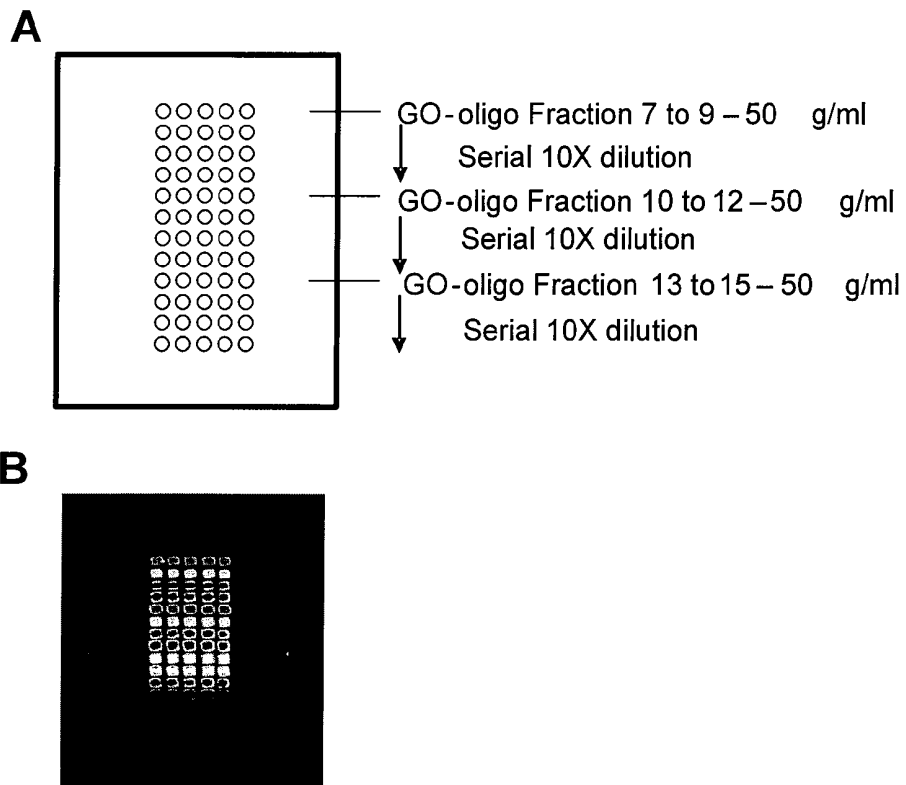 A
GO-oligo Fraction 7 to 9 – 50 g/ml
Serial 10X dilution
GO-oligo Fraction 10 to 12 – 50 g/ml
Serial 10X dilution
GO-oligo Fraction 13 to 15 – 50 g/ml
Serial 10X dilution
B